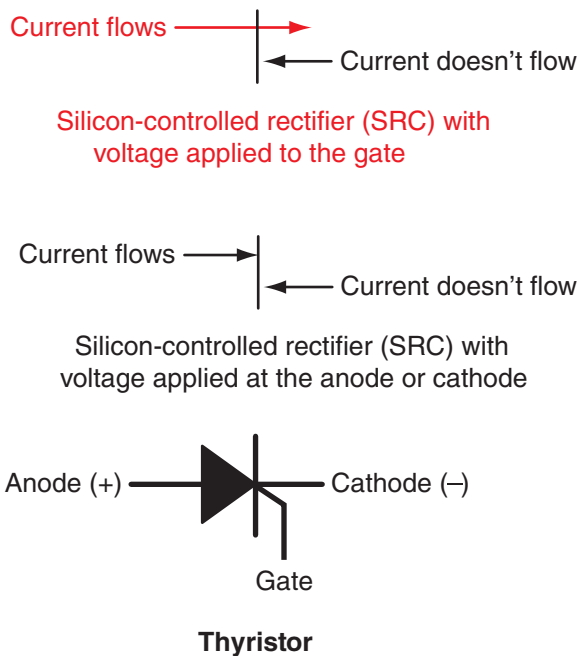 Current flows
Current doesn't flow
Silicon-controlled rectifier (SRC) with
voltage applied to the gate
Current flows
Current doesn't flow
Silicon-controlled rectifier (SRC) with
voltage applied at the anode or cathode
Anode (+)
Cathode (–)
Gate
Thyristor